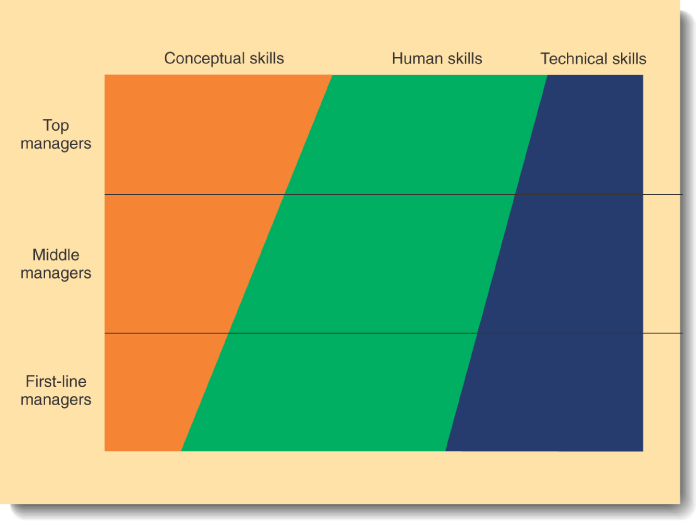 Conceptual skills Human skills Technical skills
Top
managers
Middle
managers
First-line
managers